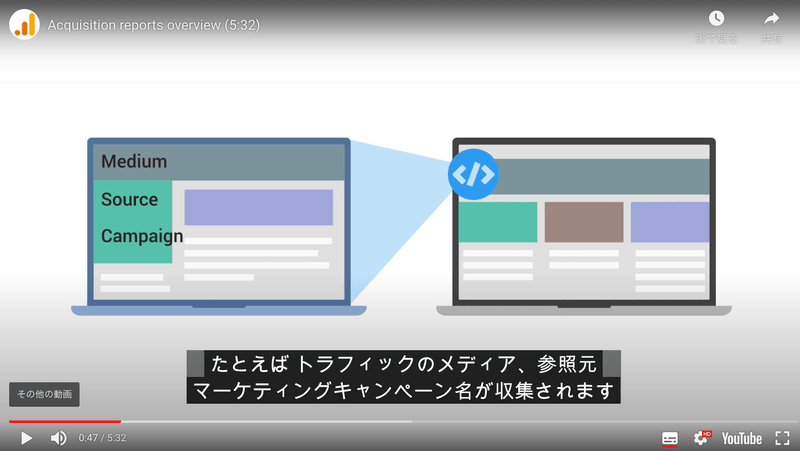 Acquisition reports overview (5:32)
後で見る
共有
Medium
Source
Campaign
</>
たとえば トラフィックのメディア、参照元
マーケティングキャンペーン名が収集されます
その他の動画
0:47 / 5:32
HD
YouTube